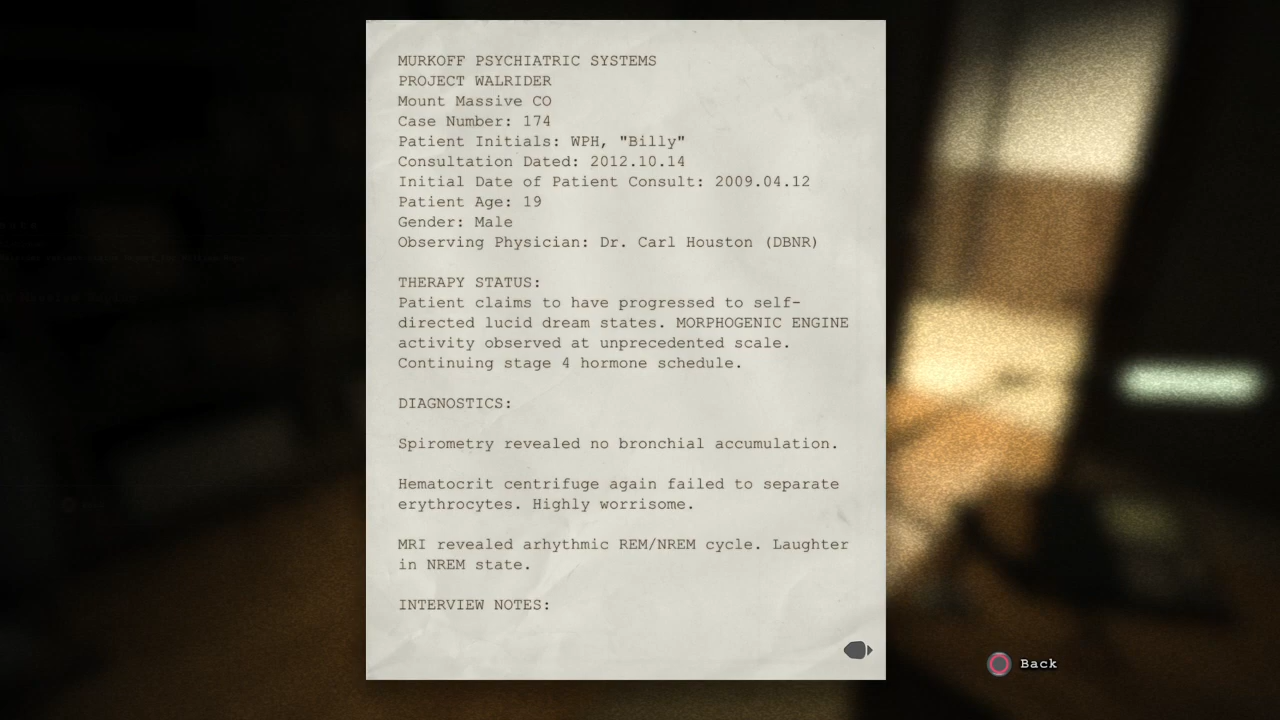 MURKOFF PSYCHIATRIC SYSTEMS
PROJECT WALRIDER
Mount Massive CO
Case Number: 174
Patient Initials: WPH, "Billy"
Consultation Dated: 2012.10.14
Initial Date of Patient Consult: 2009.04.12
Patient Age: 19
Gender: Male
Observing Physician: Dr. Carl Houston (DBNR)
THERAPY STATUS:
Patient claims to have progressed to self-
directed lucid dream states. MORPHOGENIC ENGINE
activity observed at unprecedented scale.
Continuing stage 4 hormone schedule.
DIAGNOSTICS:
Spirometry revealed no bronchial accumulation.
Hematocrit centrifuge again failed to separate
erythrocytes. Highly worrisome.
MRI revealed arhythmic REM/NREM cycle. Laughter
in NREM state.
INTERVIEW NOTES:
Back